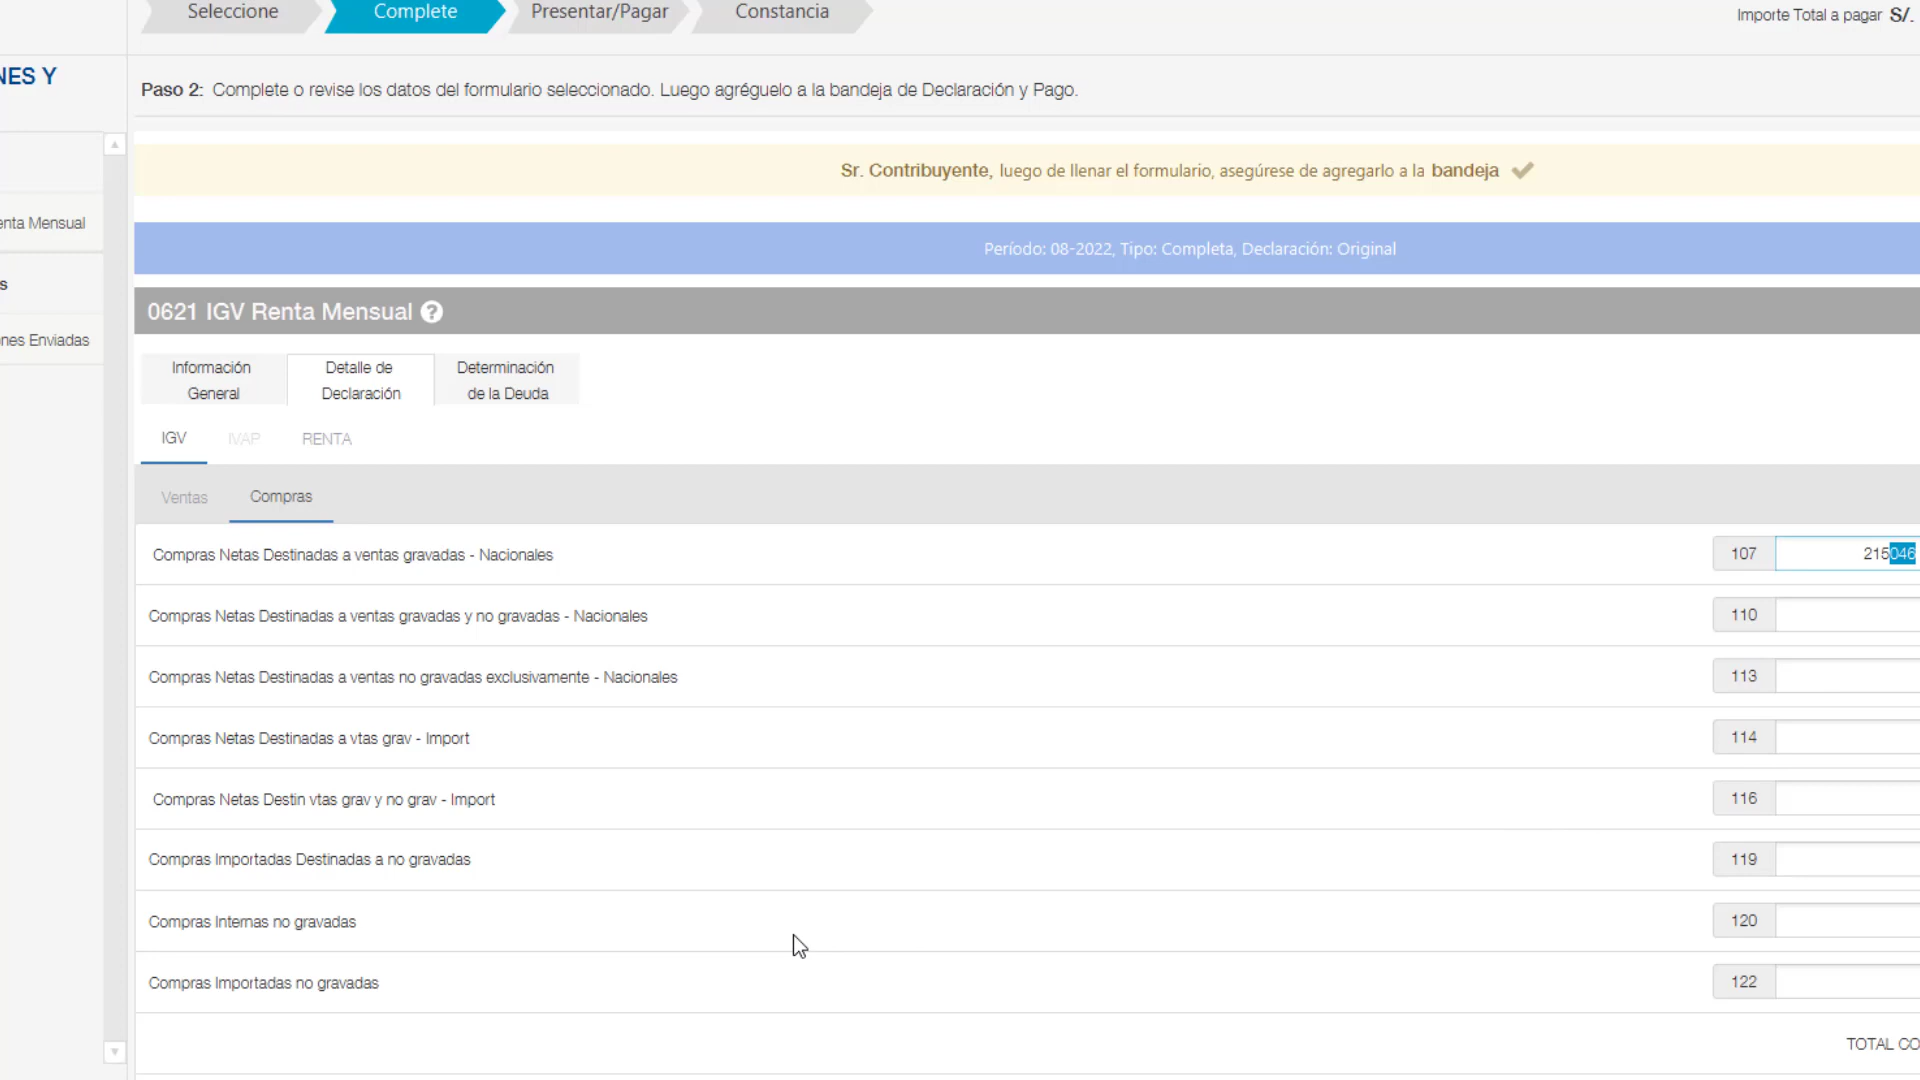 Seleccione
Complete
Presentar/Pagar
Constancia
Importe Total a pagar S/.
NES Y
Paso 2: Complete o revise los datos del formulario seleccionado. Luego agréguelo a la bandeja de Declaración y Pago.
Sr. Contribuyente, luego de llenar el formulario, asegúrese de agregarlo a la bandeja
enta Mensual
Período: 08-2022, Tipo: Completa, Declaración: Original
s
0621 IGV Renta Mensual ?
nes Enviadas
Información General
Detalle de Declaración
Determinación de la Deuda
IGV
IVAP
RENTA
Ventas
Compras
Compras Netas Destinadas a ventas gravadas - Nacionales 107 215046
Compras Netas Destinadas a ventas gravadas y no gravadas - Nacionales 110
Compras Netas Destinadas a ventas no gravadas exclusivamente - Nacionales 113
Compras Netas Destinadas a vtas grav - Import 114
Compras Netas Destin vtas grav y no grav - Import 116
Compras Importadas Destinadas a no gravadas 119
Compras Internas no gravadas 120
Compras Importadas no gravadas 122
TOTAL CO